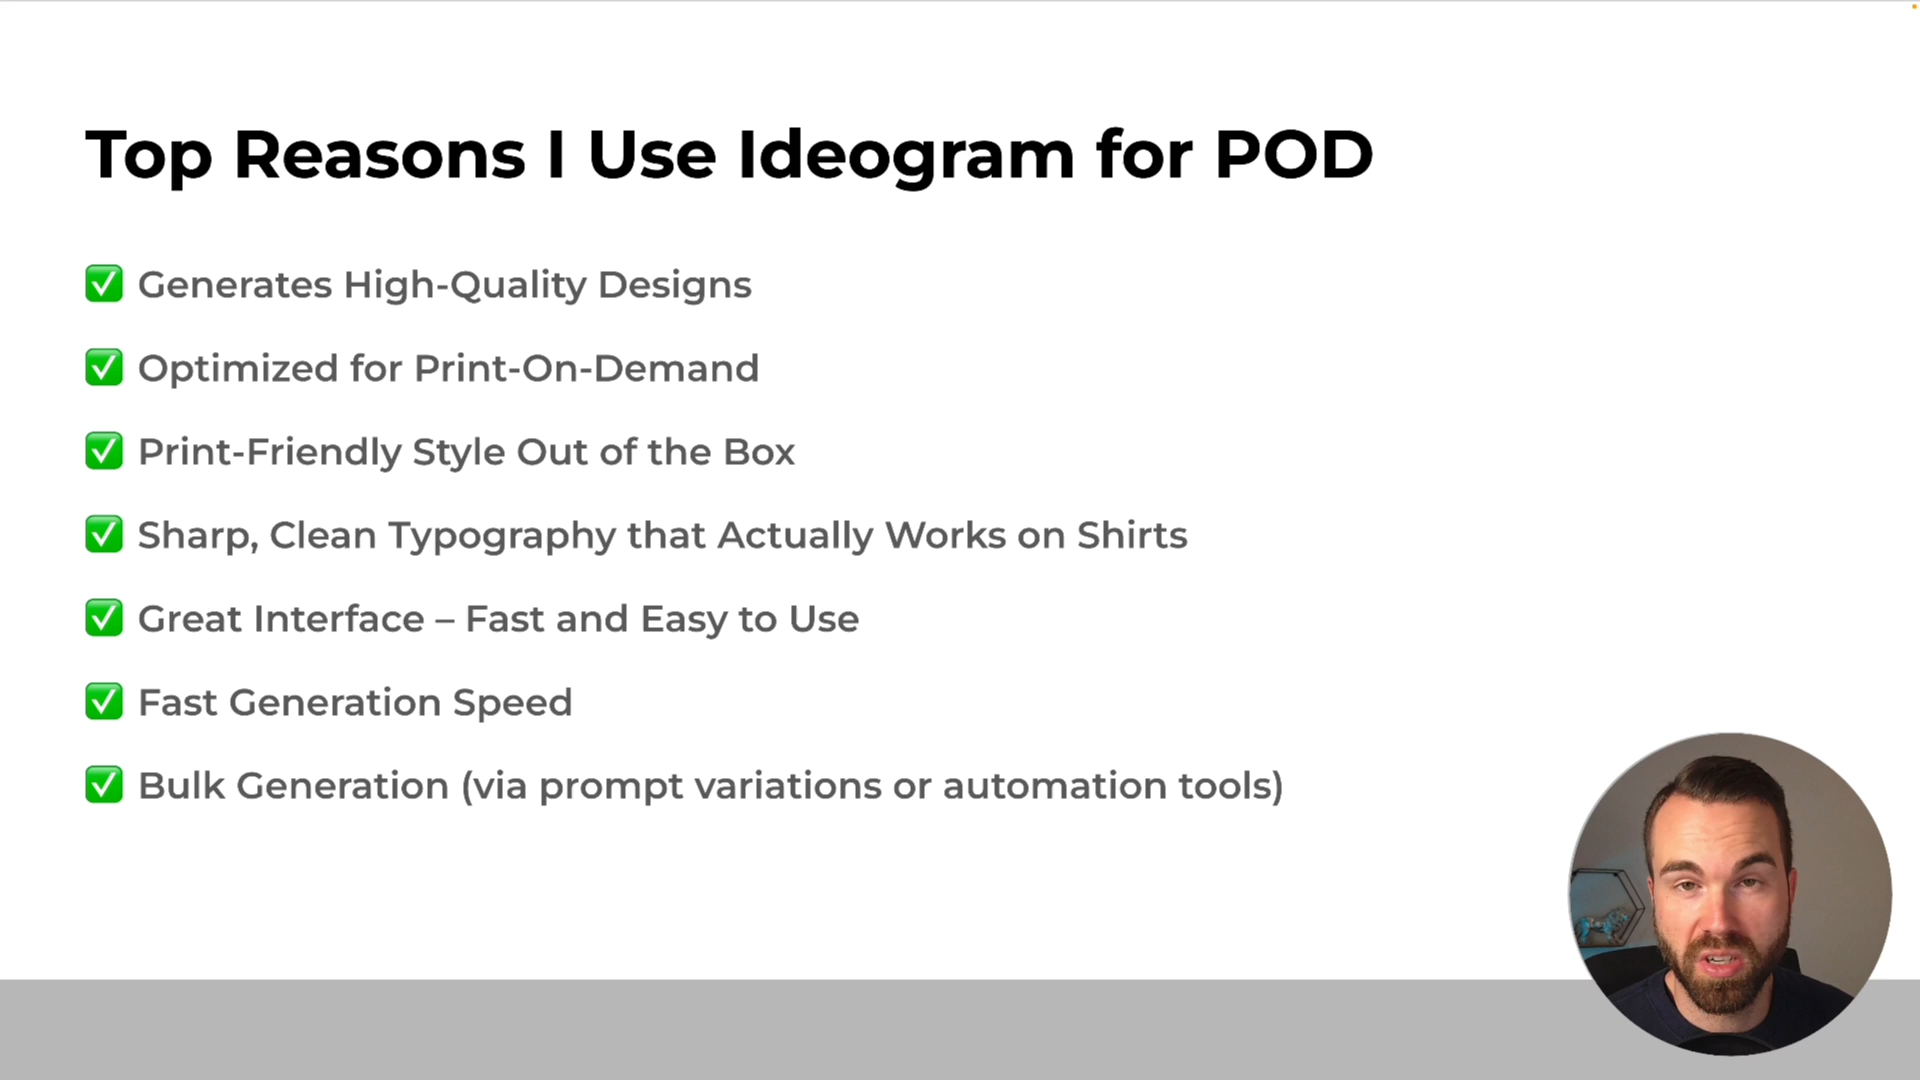 Top Reasons I Use Ideogram for POD
✅ Generates High-Quality Designs
✅ Optimized for Print-On-Demand
✅ Print-Friendly Style Out of the Box
✅ Sharp, Clean Typography that Actually Works on Shirts
✅ Great Interface – Fast and Easy to Use
✅ Fast Generation Speed
✅ Bulk Generation (via prompt variations or automation tools)